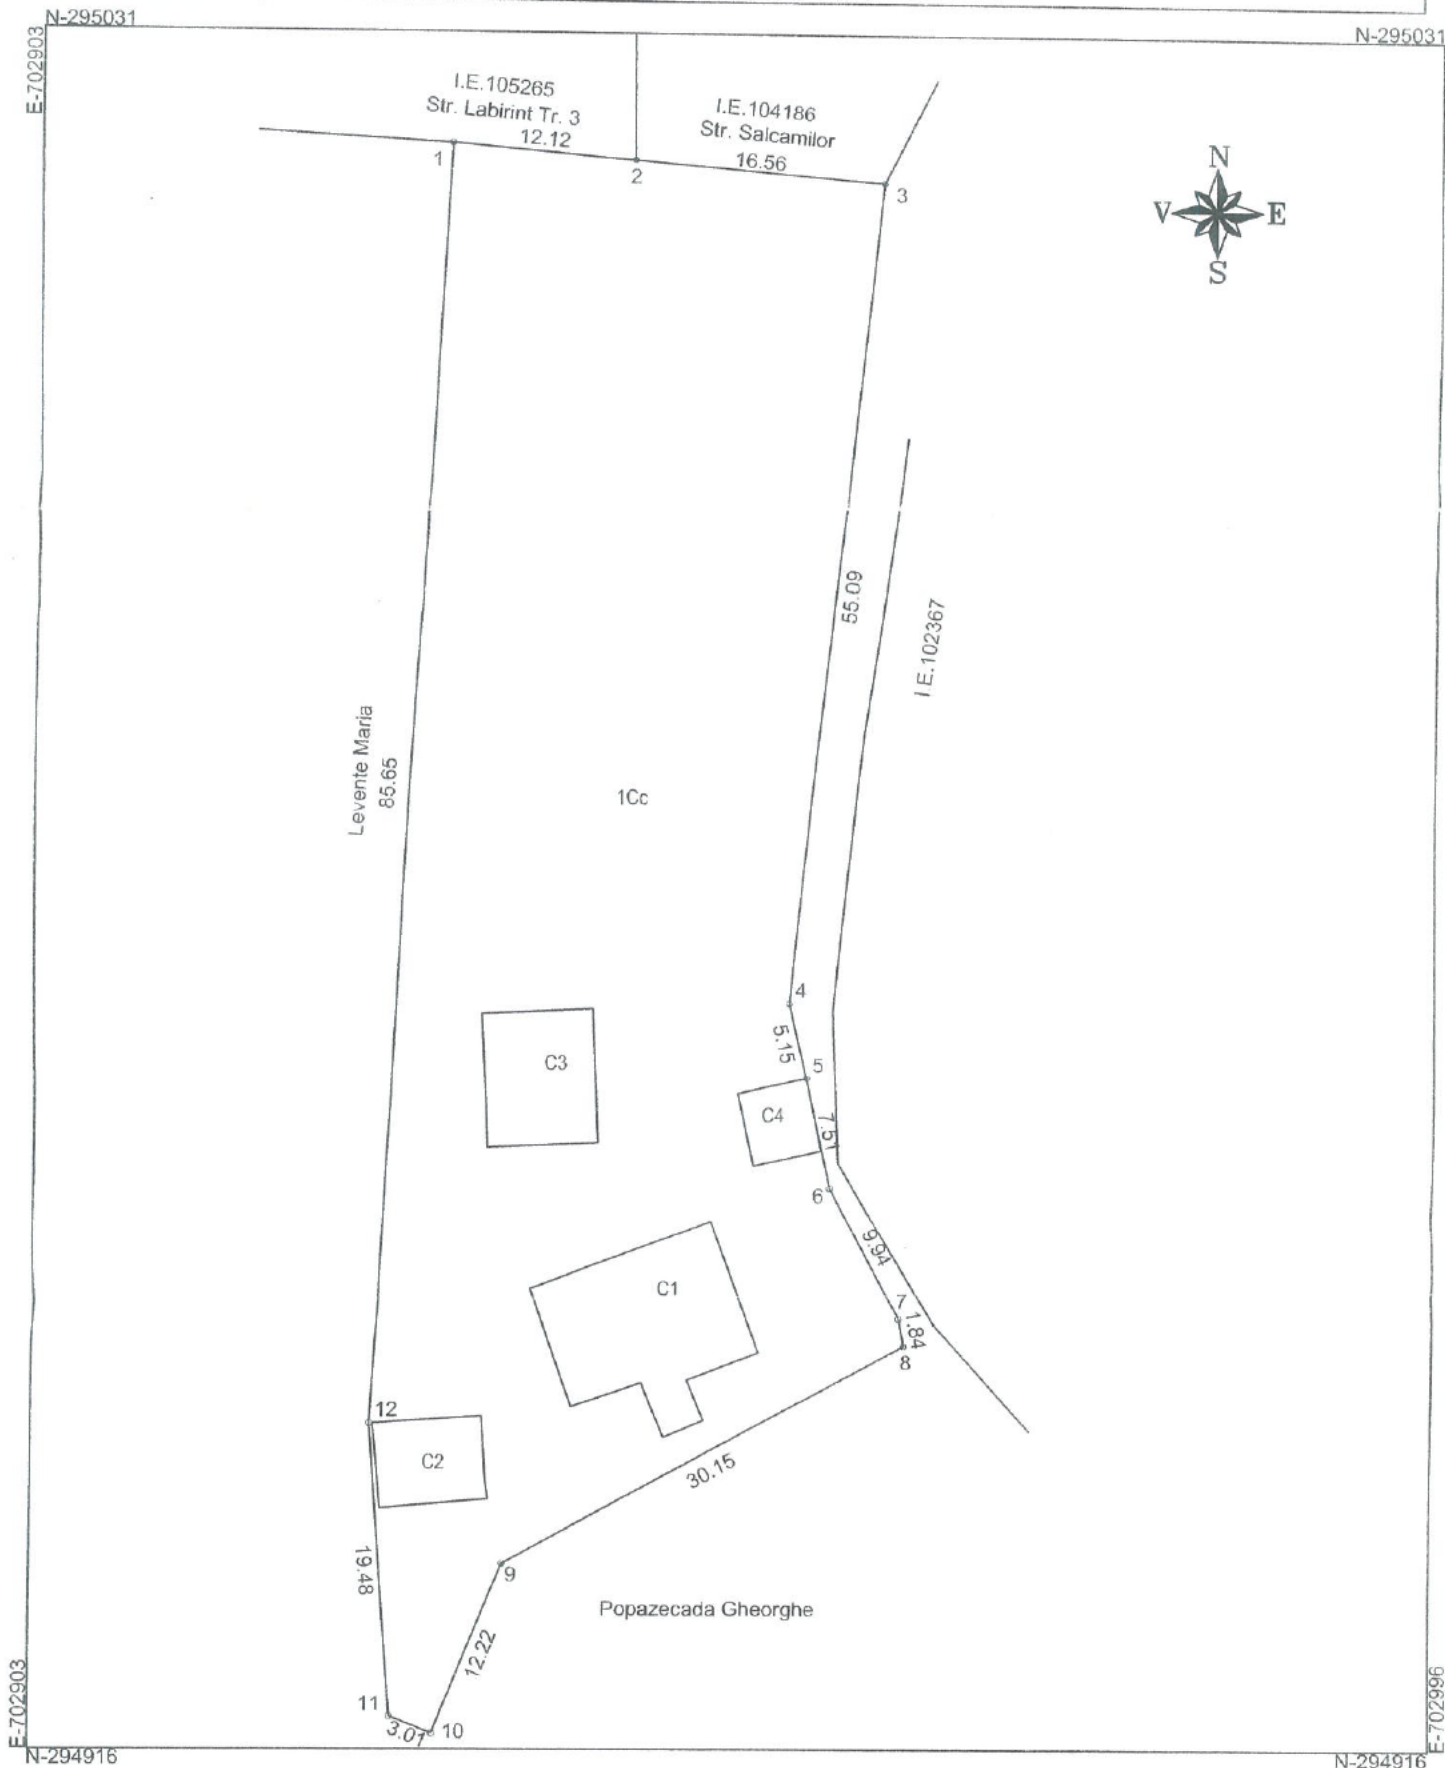 N-295031
N-295031
E-702903
I.E.105265
Str. Labirint Tr. 3
12.12
I.E.104186
Str. Salcamilor
16.56
1
2
3
N
V
E
S
55.09
I.E.102367
Levente Maria
85.65
1Cc
4
5.15
5
C3
C4
7.51
6
9.94
C1
7
1.84
8
12
C2
30.15
19.48
9
Popazecada Gheorghe
12.22
11
3.01
10
E-702903
E-702996
N-294916
N-294916